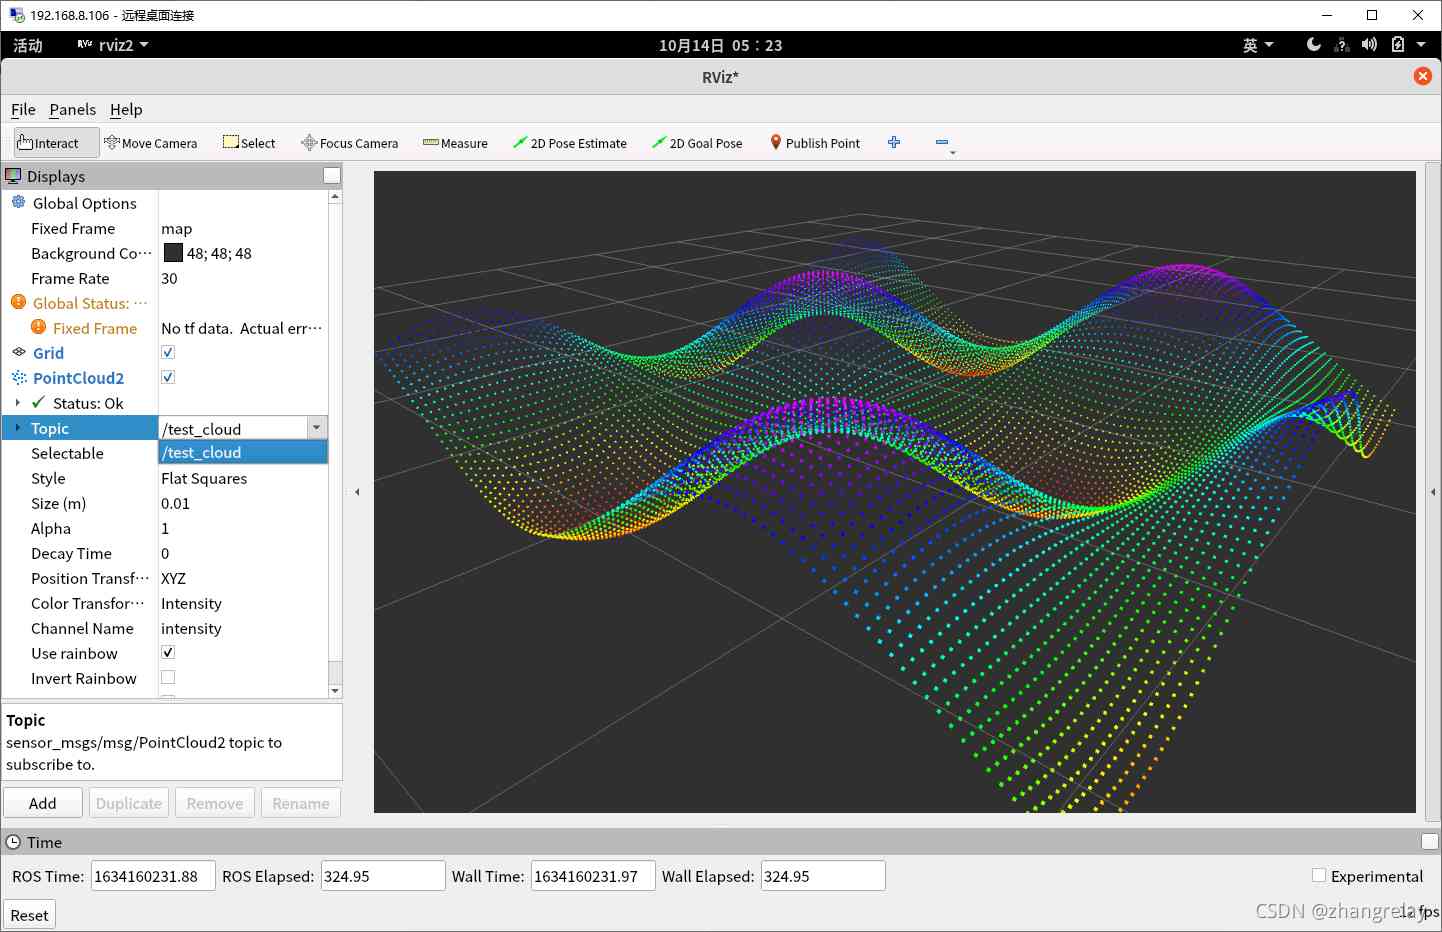 192.168.8.106 - 远程桌面连接
活动 RViz rviz2 10月14日 05：23 英
RViz*
File Panels Help
Interact Move Camera Select Focus Camera Measure 2D Pose Estimate 2D Goal Pose Publish Point
Displays
Global Options
Fixed Frame map
Background Co··· 48; 48; 48
Frame Rate 30
Global Status: ···
Fixed Frame No tf data. Actual err···
Grid
PointCloud2
Status: Ok
Topic /test_cloud
/test_cloud
Selectable
Style Flat Squares
Size (m) 0.01
Alpha 1
Decay Time 0
Position Transf··· XYZ
Color Transfor··· Intensity
Channel Name intensity
Use rainbow
Invert Rainbow
Topic
sensor_msgs/msg/PointCloud2 topic to
subscribe to.
Add Duplicate Remove Rename
Time
ROS Time: 1634160231.88 ROS Elapsed: 324.95 Wall Time: 1634160231.97 Wall Elapsed: 324.95 Experimental
Reset
CSDN @zhangrelay
fps